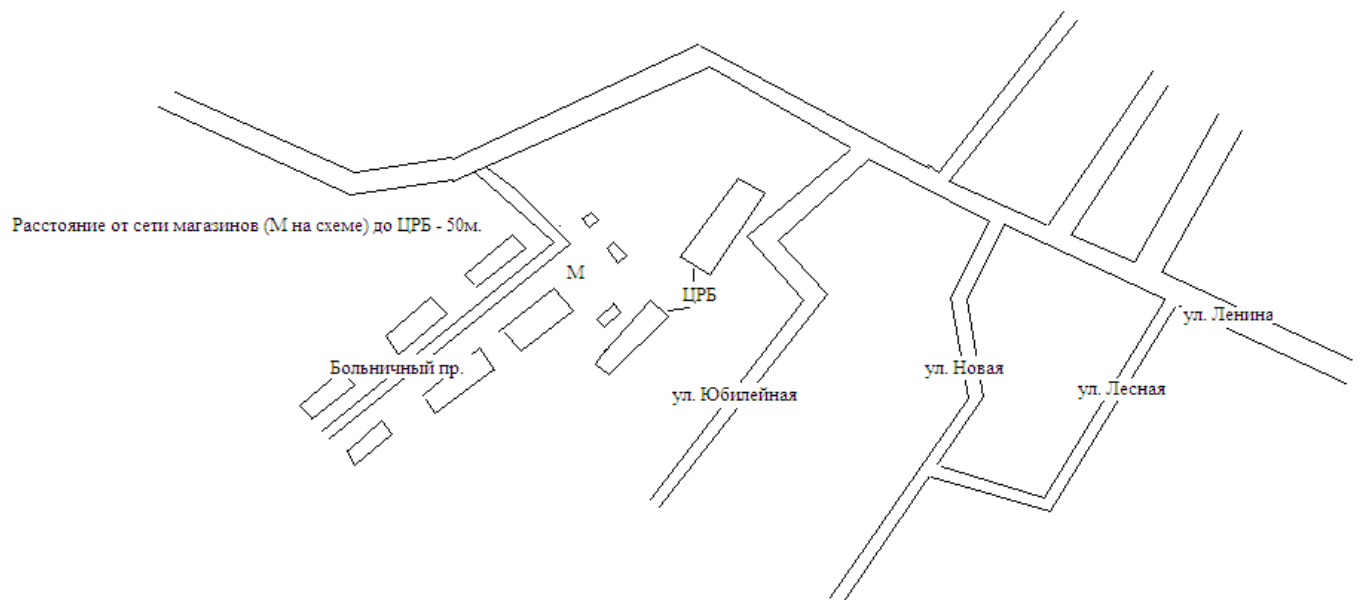 Расстояние от сети магазинов (М на схеме) до ЦРБ - 50м.
М
ЦРБ
ул. Ленина
Больничный пр.
ул. Новая
ул. Лесная
ул. Юбилейная